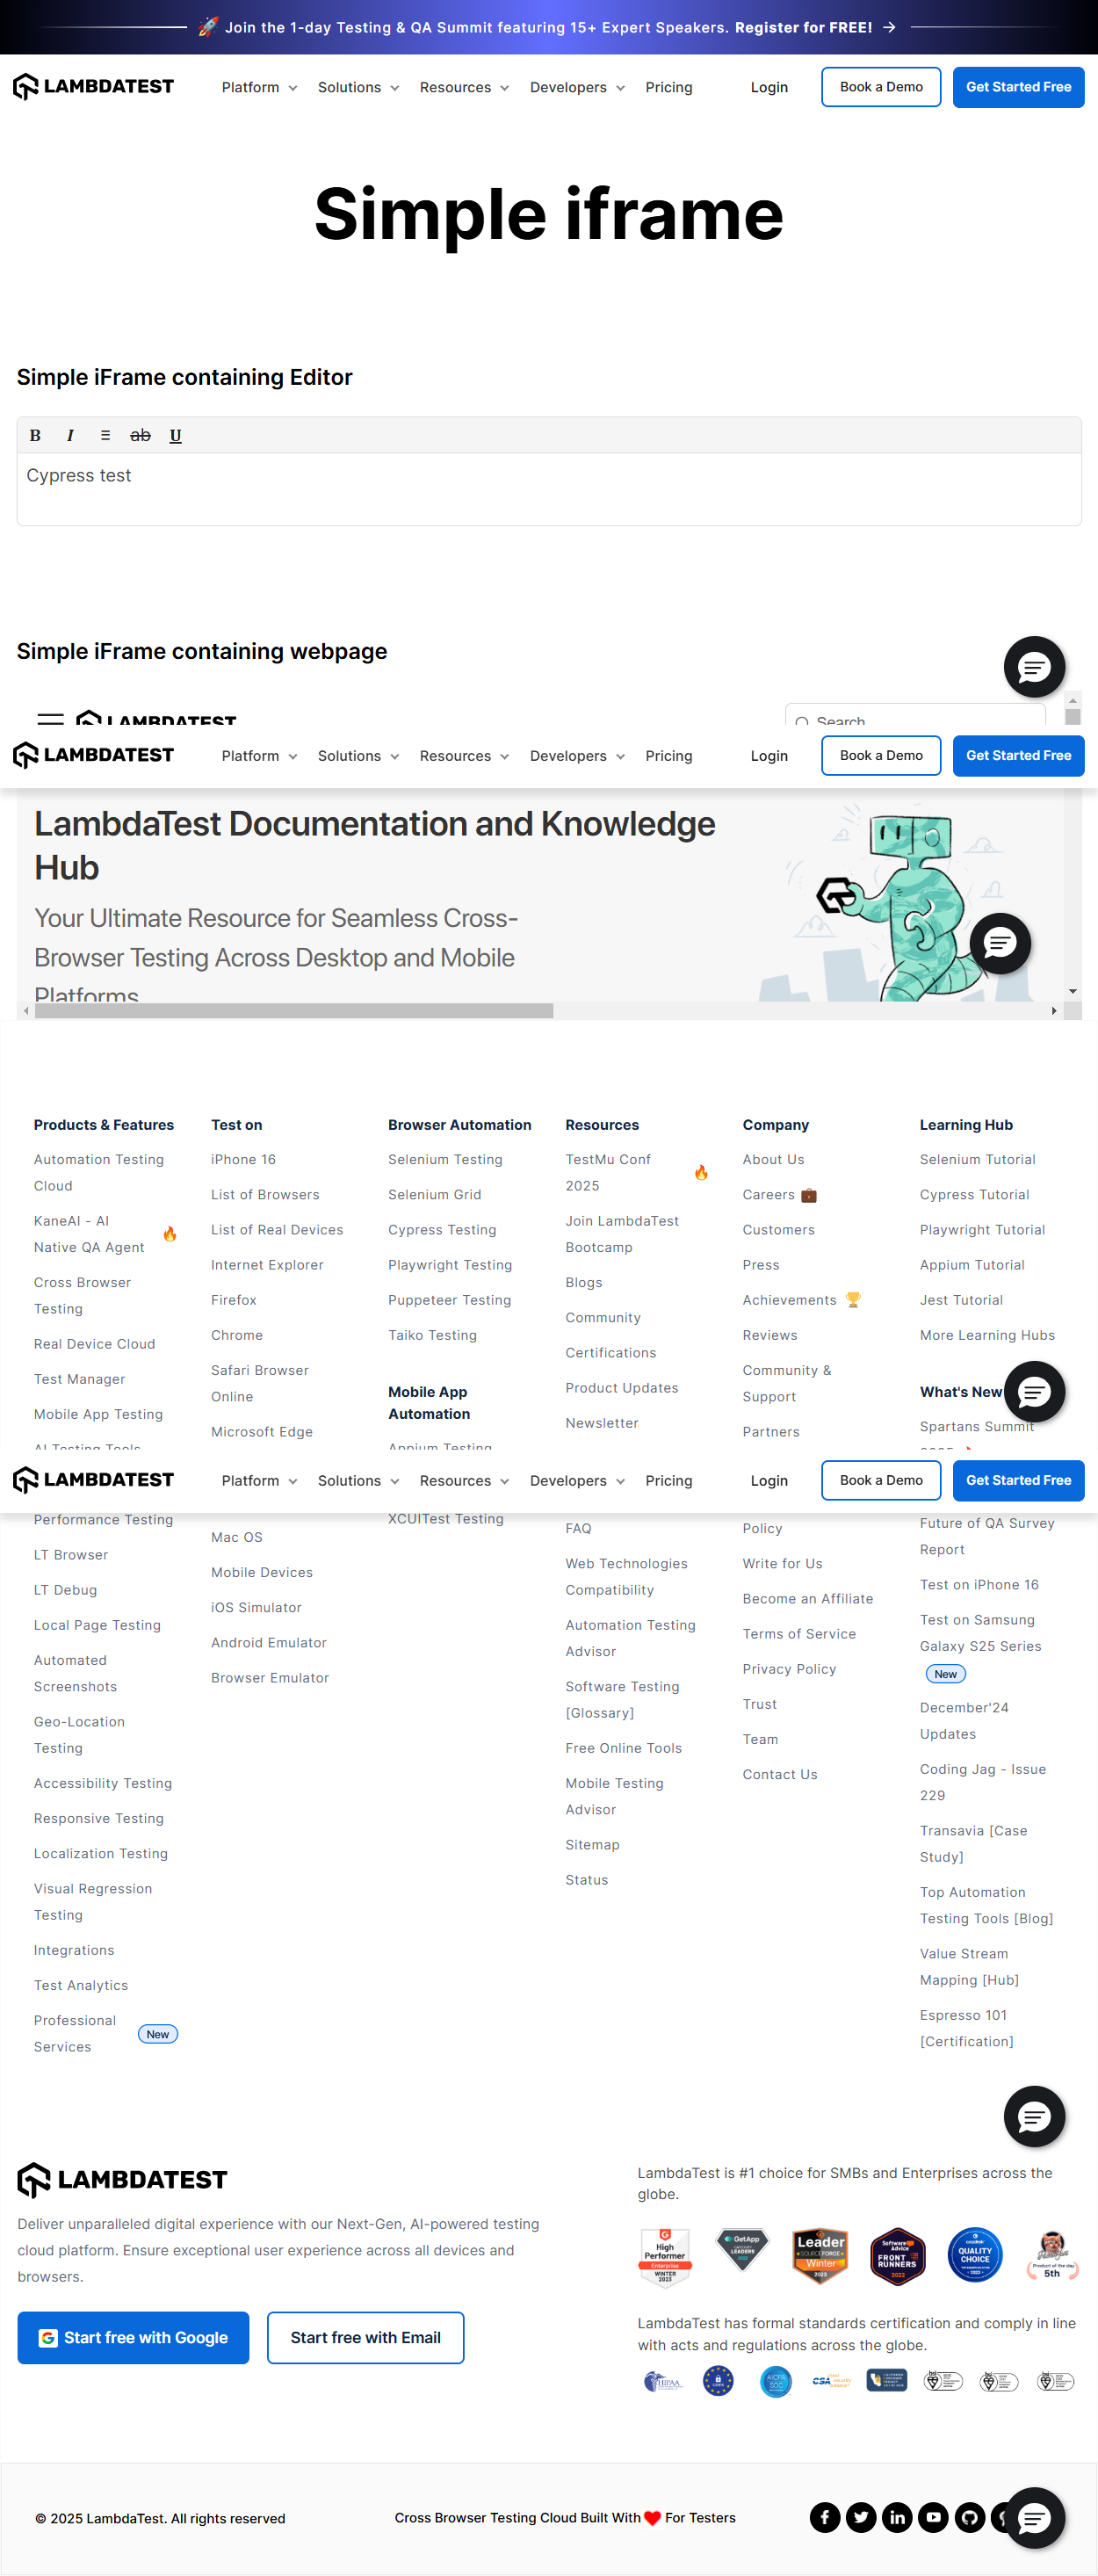 Join the 1-day Testing & QA Summit featuring 15+ Expert Speakers. Register for FREE!
LAMBDATEST
Platform Solutions Resources Developers Pricing Login Book a Demo Get Started Free
Simple iframe
Simple iFrame containing Editor
B I ab U
Cypress test
Simple iFrame containing webpage
LAMBDATEST Search
LAMBDATEST
Platform Solutions Resources Developers Pricing Login Book a Demo Get Started Free
LambdaTest Documentation and Knowledge
Hub
Your Ultimate Resource for Seamless Cross-
Browser Testing Across Desktop and Mobile
Platforms
Products & Features
Automation Testing
Cloud
KaneAI - AI
Native QA Agent
Cross Browser
Testing
Real Device Cloud
Test Manager
Mobile App Testing
AI Testing Tools
Test on
iPhone 16
List of Browsers
List of Real Devices
Internet Explorer
Firefox
Chrome
Safari Browser
Online
Microsoft Edge
Browser Automation
Selenium Testing
Selenium Grid
Cypress Testing
Playwright Testing
Puppeteer Testing
Taiko Testing
Mobile App
Automation
Appium Testing
Resources
TestMu Conf
2025
Join LambdaTest
Bootcamp
Blogs
Community
Certifications
Product Updates
Newsletter
Company
About Us
Careers
Customers
Press
Achievements
Reviews
Community &
Support
Partners
Learning Hub
Selenium Tutorial
Cypress Tutorial
Playwright Tutorial
Appium Tutorial
Jest Tutorial
More Learning Hubs
What's New
Spartans Summit
2025
LAMBDATEST
Platform Solutions Resources Developers Pricing Login Book a Demo Get Started Free
Performance Testing
LT Browser
LT Debug
Local Page Testing
Automated
Screenshots
Geo-Location
Testing
Accessibility Testing
Responsive Testing
Localization Testing
Visual Regression
Testing
Integrations
Test Analytics
Professional
Services New
Mac OS
Mobile Devices
iOS Simulator
Android Emulator
Browser Emulator
XCUITest Testing
FAQ
Web Technologies
Compatibility
Automation Testing
Advisor
Software Testing
[Glossary]
Free Online Tools
Mobile Testing
Advisor
Sitemap
Status
Policy
Write for Us
Become an Affiliate
Terms of Service
Privacy Policy
Trust
Team
Contact Us
Future of QA Survey
Report
Test on iPhone 16
Test on Samsung
Galaxy S25 Series
New
December'24
Updates
Coding Jag - Issue
229
Transavia [Case
Study]
Top Automation
Testing Tools [Blog]
Value Stream
Mapping [Hub]
Espresso 101
[Certification]
LAMBDATEST
Deliver unparalleled digital experience with our Next-Gen, AI-powered testing
cloud platform. Ensure exceptional user experience across all devices and
browsers.
Start free with Google Start free with Email
LambdaTest is #1 choice for SMBs and Enterprises across the
globe.
High
Performer
Enterprise
WINTER
2023
GetApp
LEADERS
Leader
SOURCEFORGE
Winter
2023
Software Advice
FRONT
RUNNERS
2022
QUALITY
CHOICE
Product of the day
5th
LambdaTest has formal standards certification and comply in line
with acts and regulations across the globe.
HIPAA
AICPA
SOC
CSA
© 2025 LambdaTest. All rights reserved
Cross Browser Testing Cloud Built With For Testers